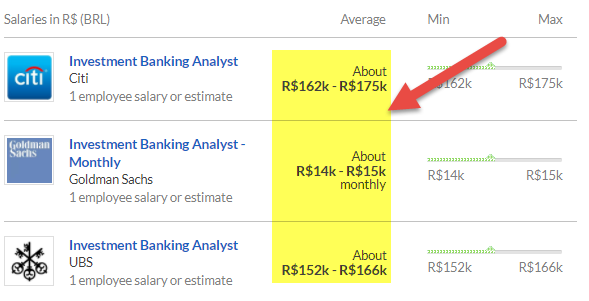 Salaries in R$ (BRL) Average Min Max
citi
Investment Banking Analyst
Citi
1 employee salary or estimate
About
R$162k - R$175k
R$162k R$175k
Goldman
Sachs
Investment Banking Analyst -
Monthly
Goldman Sachs
1 employee salary or estimate
About
R$14k - R$15k
monthly
R$14k R$15k
Investment Banking Analyst
UBS
1 employee salary or estimate
About
R$152k - R$166k
R$152k R$166k